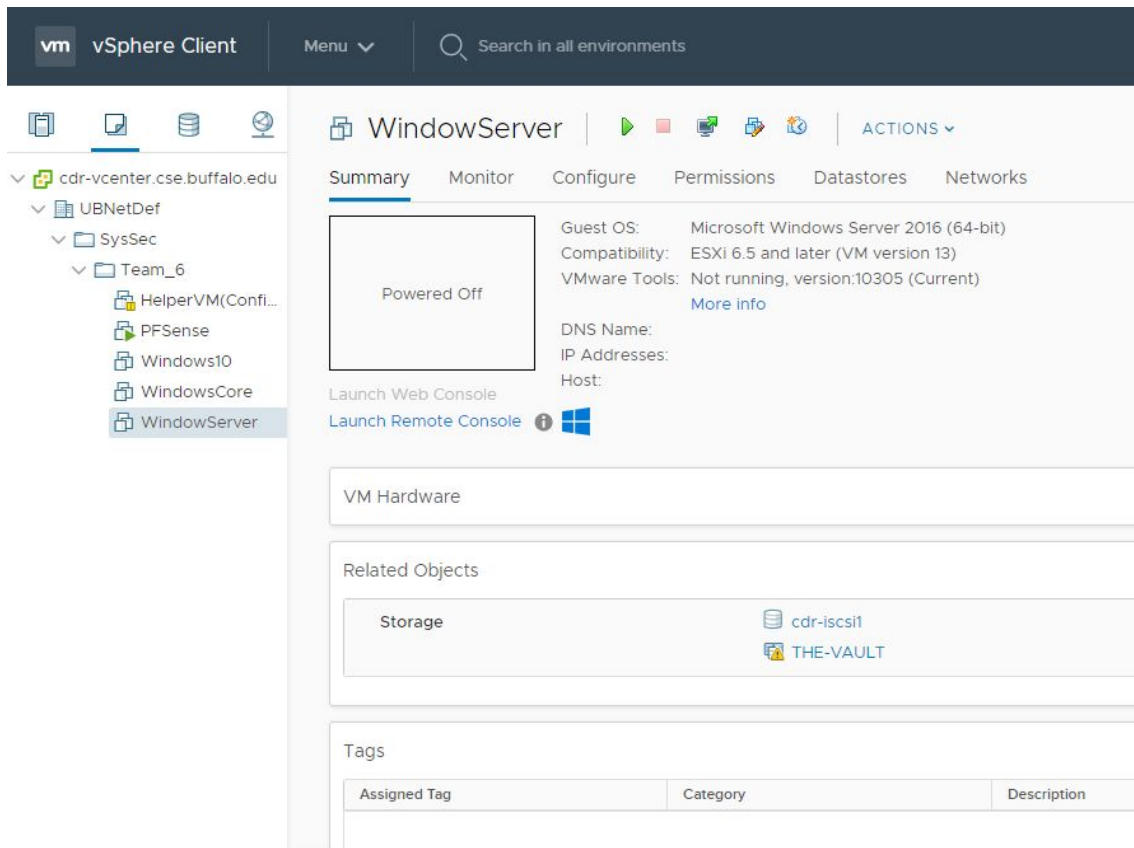 vm vSphere Client Menu Search in all environments
cdr-vcenter.cse.buffalo.edu
UBNetDef
SysSec
Team_6
HelperVM(Confi...
PFSense
Windows10
WindowsCore
WindowServer
WindowServer ACTIONS
Summary Monitor Configure Permissions Datastores Networks
Powered Off
Guest OS: Microsoft Windows Server 2016 (64-bit)
Compatibility: ESXi 6.5 and later (VM version 13)
VMware Tools: Not running, version:10305 (Current)
More info
DNS Name:
IP Addresses:
Host:
Launch Web Console
Launch Remote Console
VM Hardware
Related Objects
Storage cdr-iscsi1
THE-VAULT
Tags
Assigned Tag Category Description